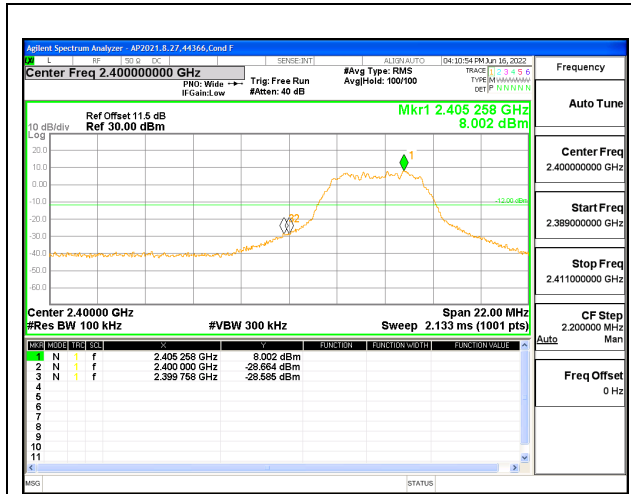 Agilent Spectrum Analyzer - AP2021.8.27,44366,Cond F
L RF 50 Ω DC SENSE:INT ALIGN AUTO 04:10:54 PM Jun 16, 2022
Center Freq 2.400000000 GHz #Avg Type: RMS TRACE 1 2 3 4 5 6
PNO: Wide Trig: Free Run Avg|Hold: 100/100 TYPE M
IFGain:Low #Atten: 40 dB DET P N N N N N
Frequency
Auto Tune
Center Freq
2.400000000 GHz
Start Freq
2.389000000 GHz
Stop Freq
2.411000000 GHz
CF Step
2.200000 MHz
Auto Man
Freq Offset
0 Hz
Mkr1 2.405 258 GHz
8.002 dBm
Ref Offset 11.5 dB
10 dB/div Ref 30.00 dBm
Log
20.0
10.0
0.00
-10.0
-20.0
-30.0
-40.0
-50.0
-60.0
1
2
-12.00 dBm
Center 2.40000 GHz Span 22.00 MHz
#Res BW 100 kHz #VBW 300 kHz Sweep 2.133 ms (1001 pts)
MKR MODE TRC SCL X Y FUNCTION FUNCTION WIDTH FUNCTION VALUE
1 N 1 f 2.405 258 GHz 8.002 dBm
2 N 1 f 2.400 000 GHz -28.664 dBm
3 N 1 f 2.399 758 GHz -28.585 dBm
4
5
6
7
8
9
10
11
MSG STATUS